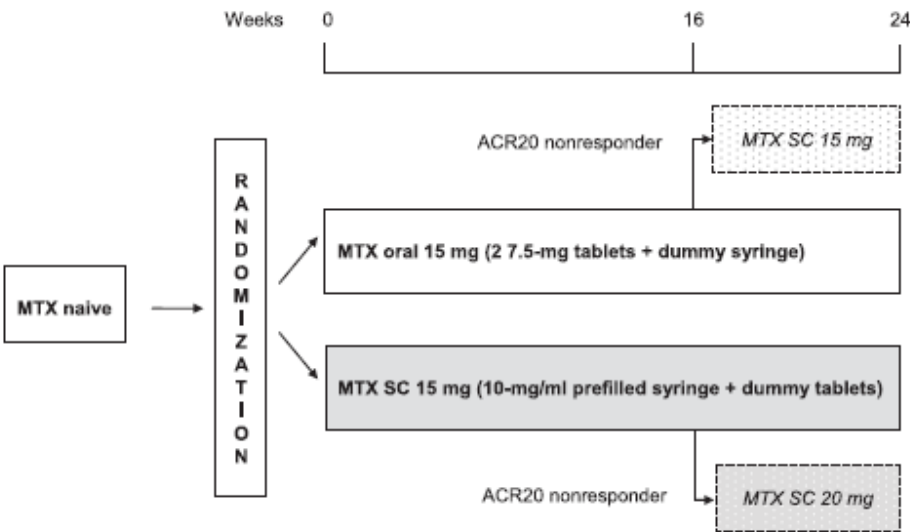 Weeks 0 16 24
ACR20 nonresponder
MTX SC 15 mg
RANDOMIZATION
MTX oral 15 mg (2 7.5-mg tablets + dummy syringe)
MTX naive
MTX SC 15 mg (10-mg/ml prefilled syringe + dummy tablets)
ACR20 nonresponder
MTX SC 20 mg